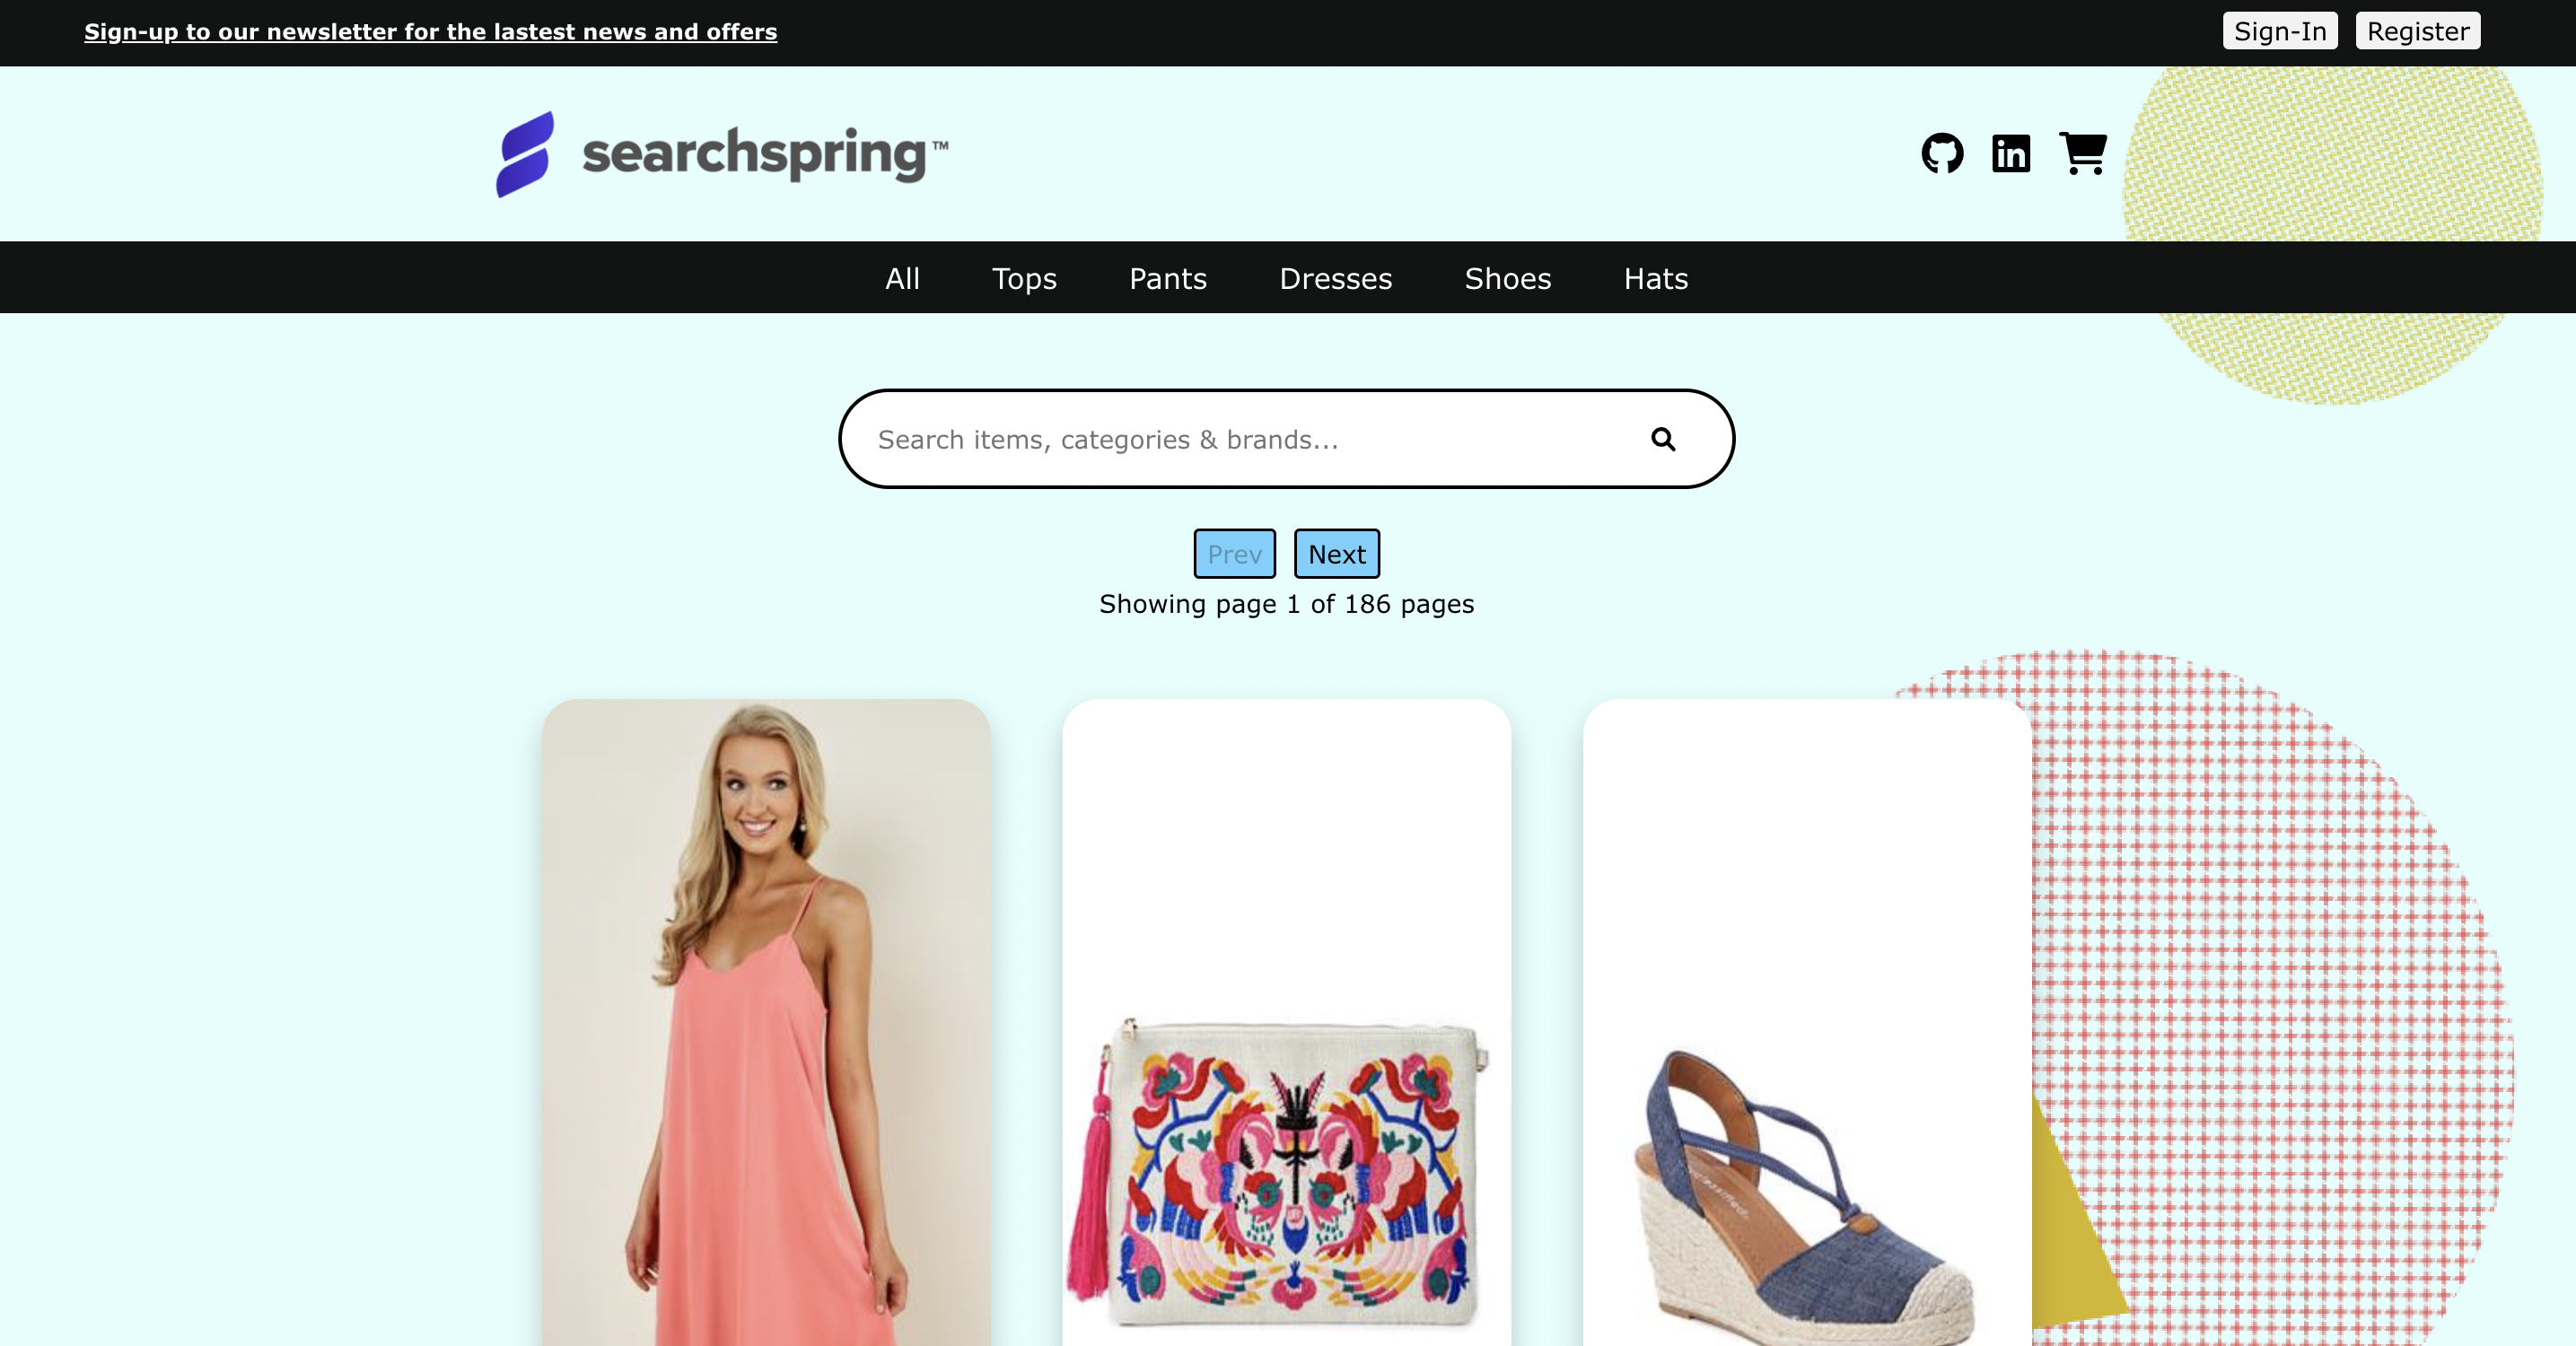 Sign-up to our newsletter for the lastest news and offers
Sign-In
Register
searchspring™
All
Tops
Pants
Dresses
Shoes
Hats
Search items, categories & brands...
Prev
Next
Showing page 1 of 186 pages